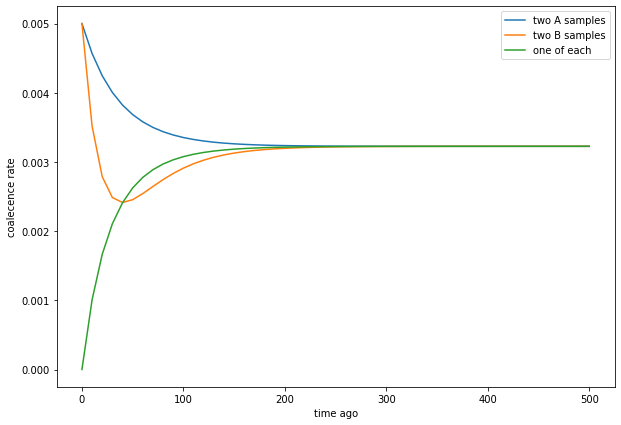 two A samples
two B samples
one of each
0.005
0.004
0.003
0.002
0.001
0.000
coalecence rate
0
100
200
300
400
500
time ago